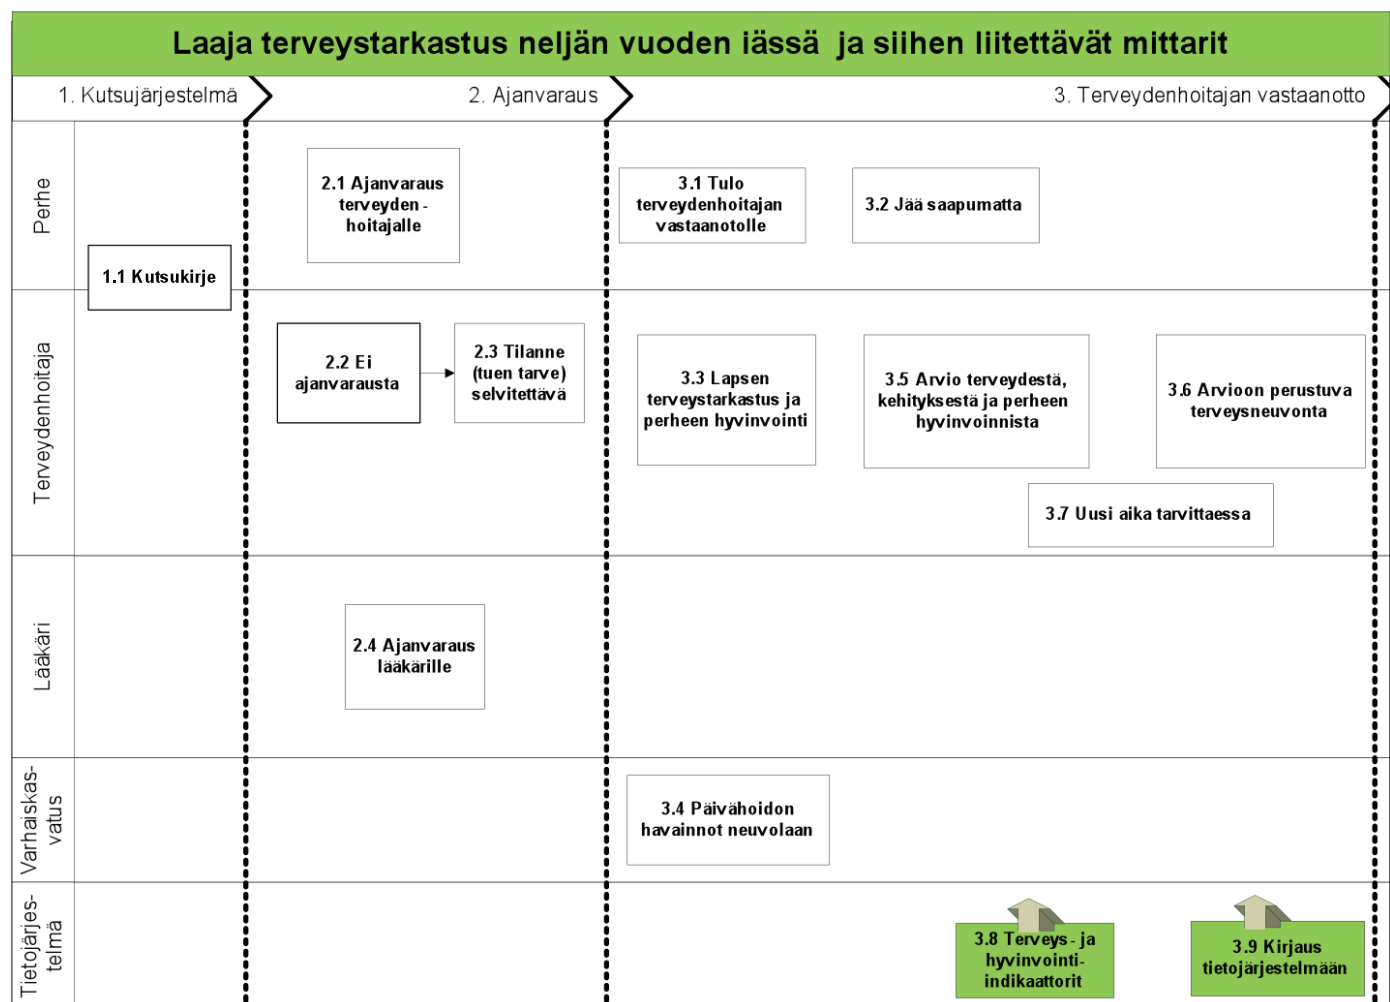 Laaja terveystarkastus neljän vuoden iässä ja siihen liitettävät mittarit
1. Kutsujärjestelmä
2. Ajanvaraus
3. Terveydenhoitajan vastaanotto
Perhe
1.1 Kutsukirje
2.1 Ajanvaraus
terveyden -
hoitajalle
3.1 Tulo
terveydenhoitajan
vastaanotolle
3.2 Jää saapumatta
Terveydenhoitaja
2.2 Ei
ajanvarausta
2.3 Tilanne
(tuen tarve)
selvitettävä
3.3 Lapsen
terveystarkastus ja
perheen hyvinvointi
3.5 Arvio terveydestä,
kehityksestä ja perheen
hyvinvoinnista
3.6 Arvioon perustuva
terveysneuvonta
3.7 Uusi aika tarvittaessa
Lääkäri
2.4 Ajanvaraus
lääkärille
Varhaiskas-
vatus
3.4 Päivähoidon
havainnot neuvolaan
Tietojärjes-
telmä
3.8 Terveys- ja
hyvinvointi-
indikaattorit
3.9 Kirjaus
tietojärjestelmään